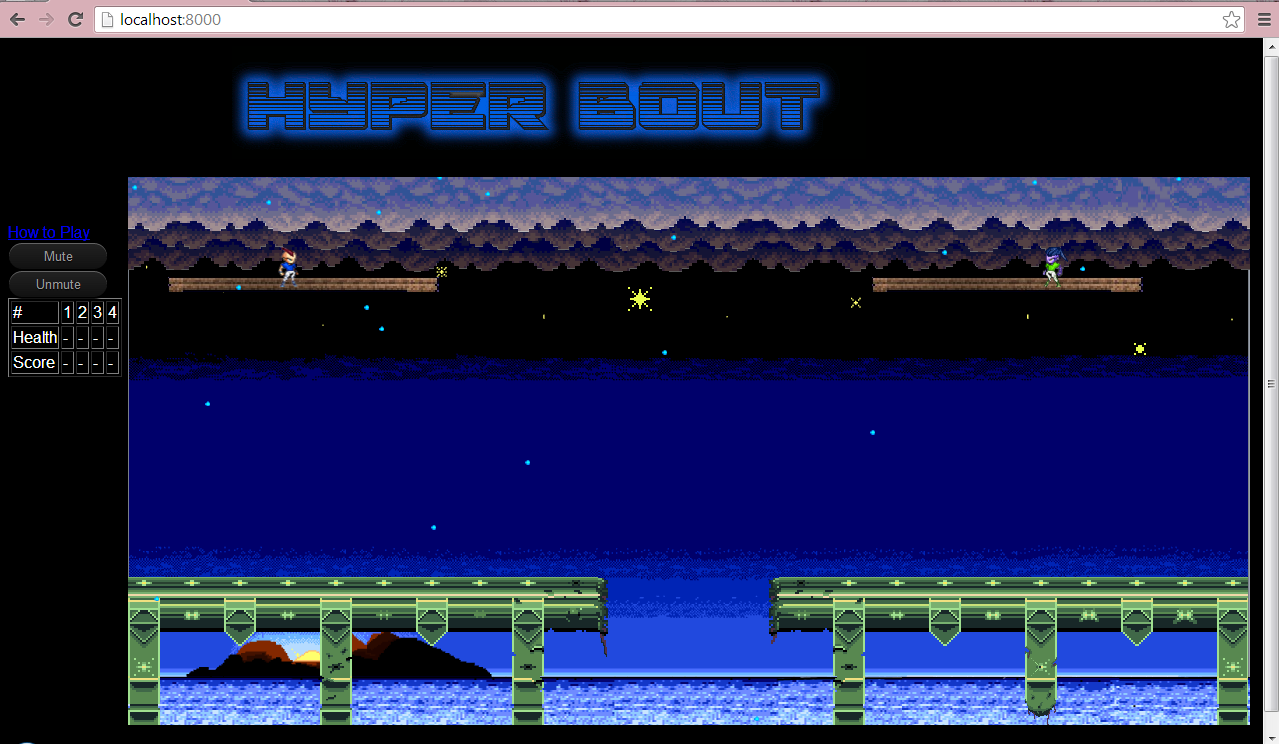 localhost:8000
HYPER BOUT
How to Play
Mute
Unmute
# 1 2 3 4
Health - - - -
Score - - - -